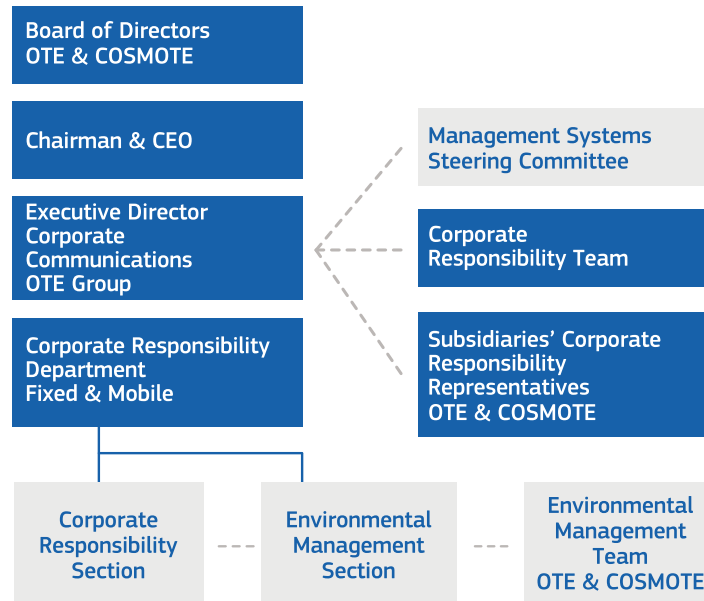 Board of Directors
OTE & COSMOTE
Chairman & CEO
Executive Director
Corporate
Communications
OTE Group
Corporate Responsibility
Department
Fixed & Mobile
Management Systems
Steering Committee
Corporate
Responsibility Team
Subsidiaries’ Corporate
Responsibility
Representatives
OTE & COSMOTE
Corporate
Responsibility
Section
Environmental
Management
Section
Environmental
Management
Team
OTE & COSMOTE